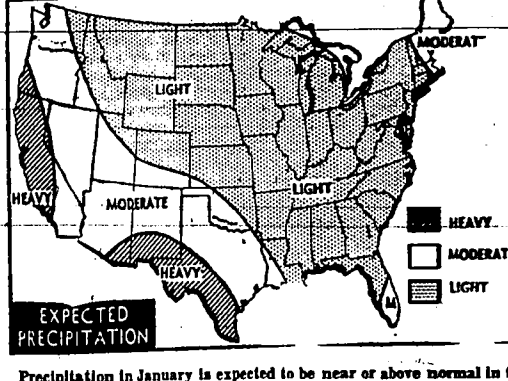 MODERAT
LIGHT
HEAVY
MODERATE
LIGHT
HEAVY
M
HEAVY
MODERAT
LIGHT
EXPECTED
PRECIPITATION
Precipitation in January is expected to be near or above normal in